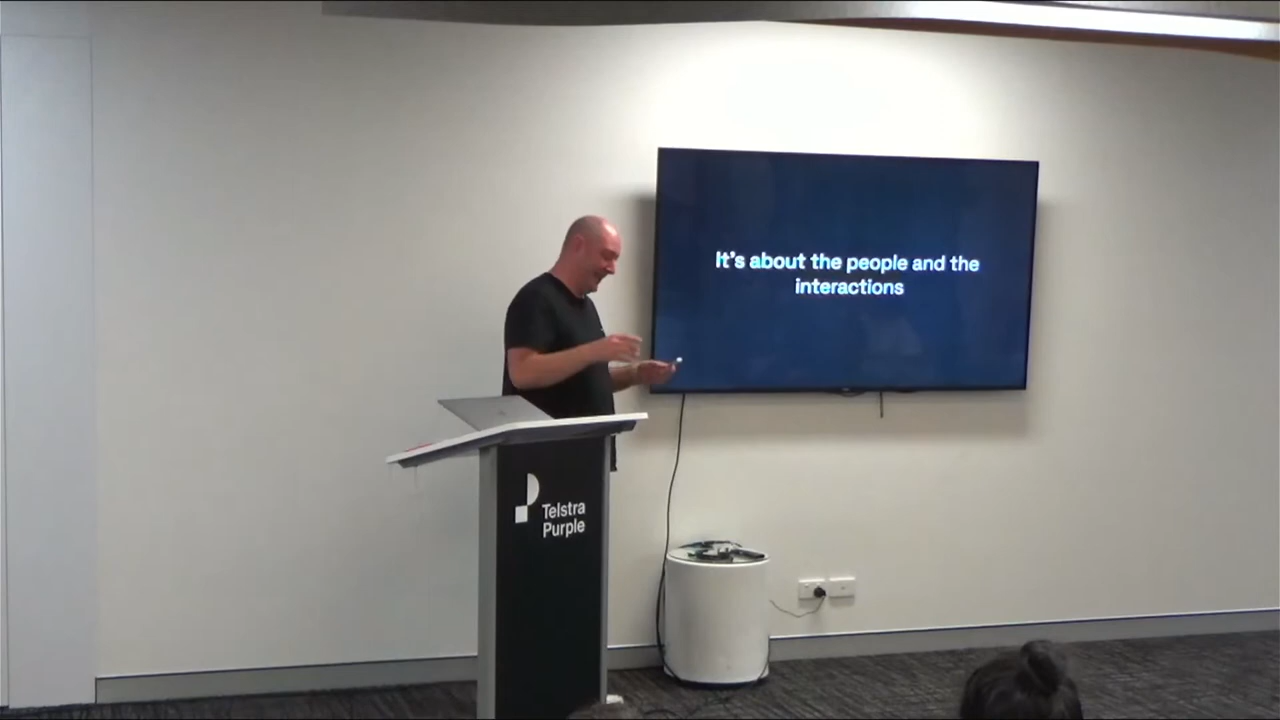 It's about the people and the
interactions
Telstra
Purple